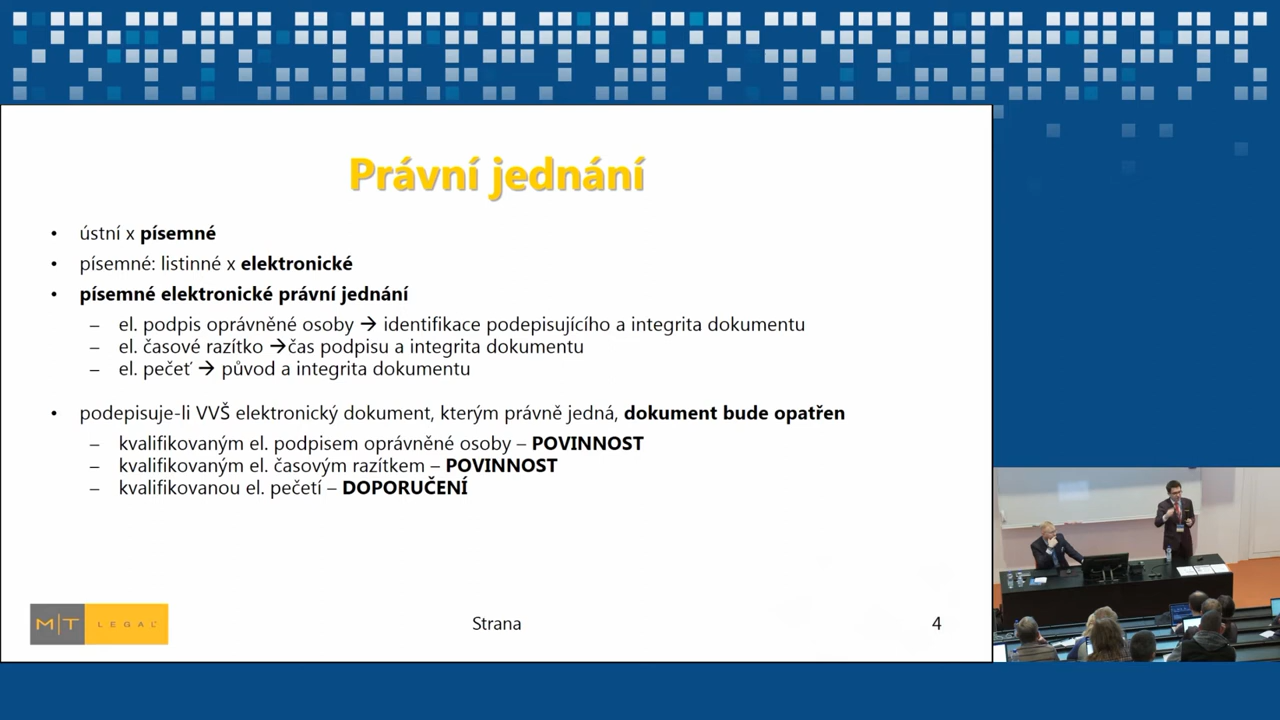 Právní jednání
• ústní x písemné
• písemné: listinné x elektronické
• písemné elektronické právní jednání
– el. podpis oprávněné osoby → identifikace podepisujícího a integrita dokumentu
– el. časové razítko →čas podpisu a integrita dokumentu
– el. pečeť → původ a integrita dokumentu
• podepisuje-li VVŠ elektronický dokument, kterým právně jedná, dokument bude opatřen
– kvalifikovaným el. podpisem oprávněné osoby – POVINNOST
– kvalifikovaným el. časovým razítkem – POVINNOST
– kvalifikovanou el. pečetí – DOPORUČENÍ
M|T LEGAL
Strana
4